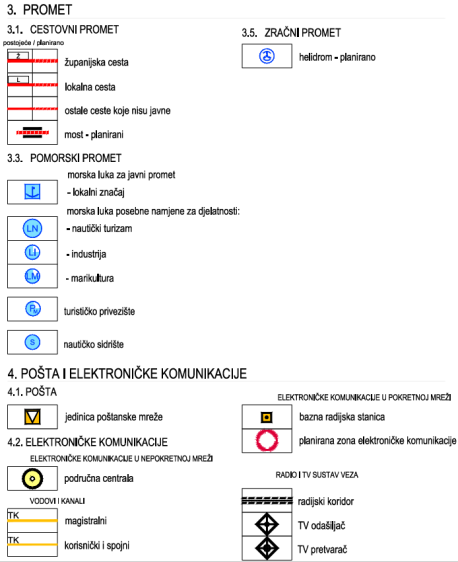 3. PROMET
3.1. CESTOVNI PROMET
postojeće / planirano
Ž
županijska cesta
L
lokalna cesta
ostale ceste koje nisu javne
most - planirani
3.3. POMORSKI PROMET
morska luka za javni promet
- lokalni značaj
morska luka posebne namjene za djelatnosti:
LN
- nautički turizam
LI
- industrija
LM
- marikultura
turističko privezište
S
nautičko sidrište
3.5. ZRAČNI PROMET
helidrom - planirano
4. POŠTA I ELEKTRONIČKE KOMUNIKACIJE
4.1. POŠTA
jedinica poštanske mreže
4.2. ELEKTRONIČKE KOMUNIKACIJE
ELEKTRONIČKE KOMUNIKACIJE U NEPOKRETNOJ MREŽI
područna centrala
VODOVI I KANALI
TK
magistralni
TK
korisnički i spojni
ELEKTRONIČKE KOMUNIKACIJE U POKRETNOJ MREŽI
bazna radijska stanica
planirana zona elektroničke komunikacije
RADIO I TV SUSTAV VEZA
radijski koridor
TV odašiljač
TV pretvarač